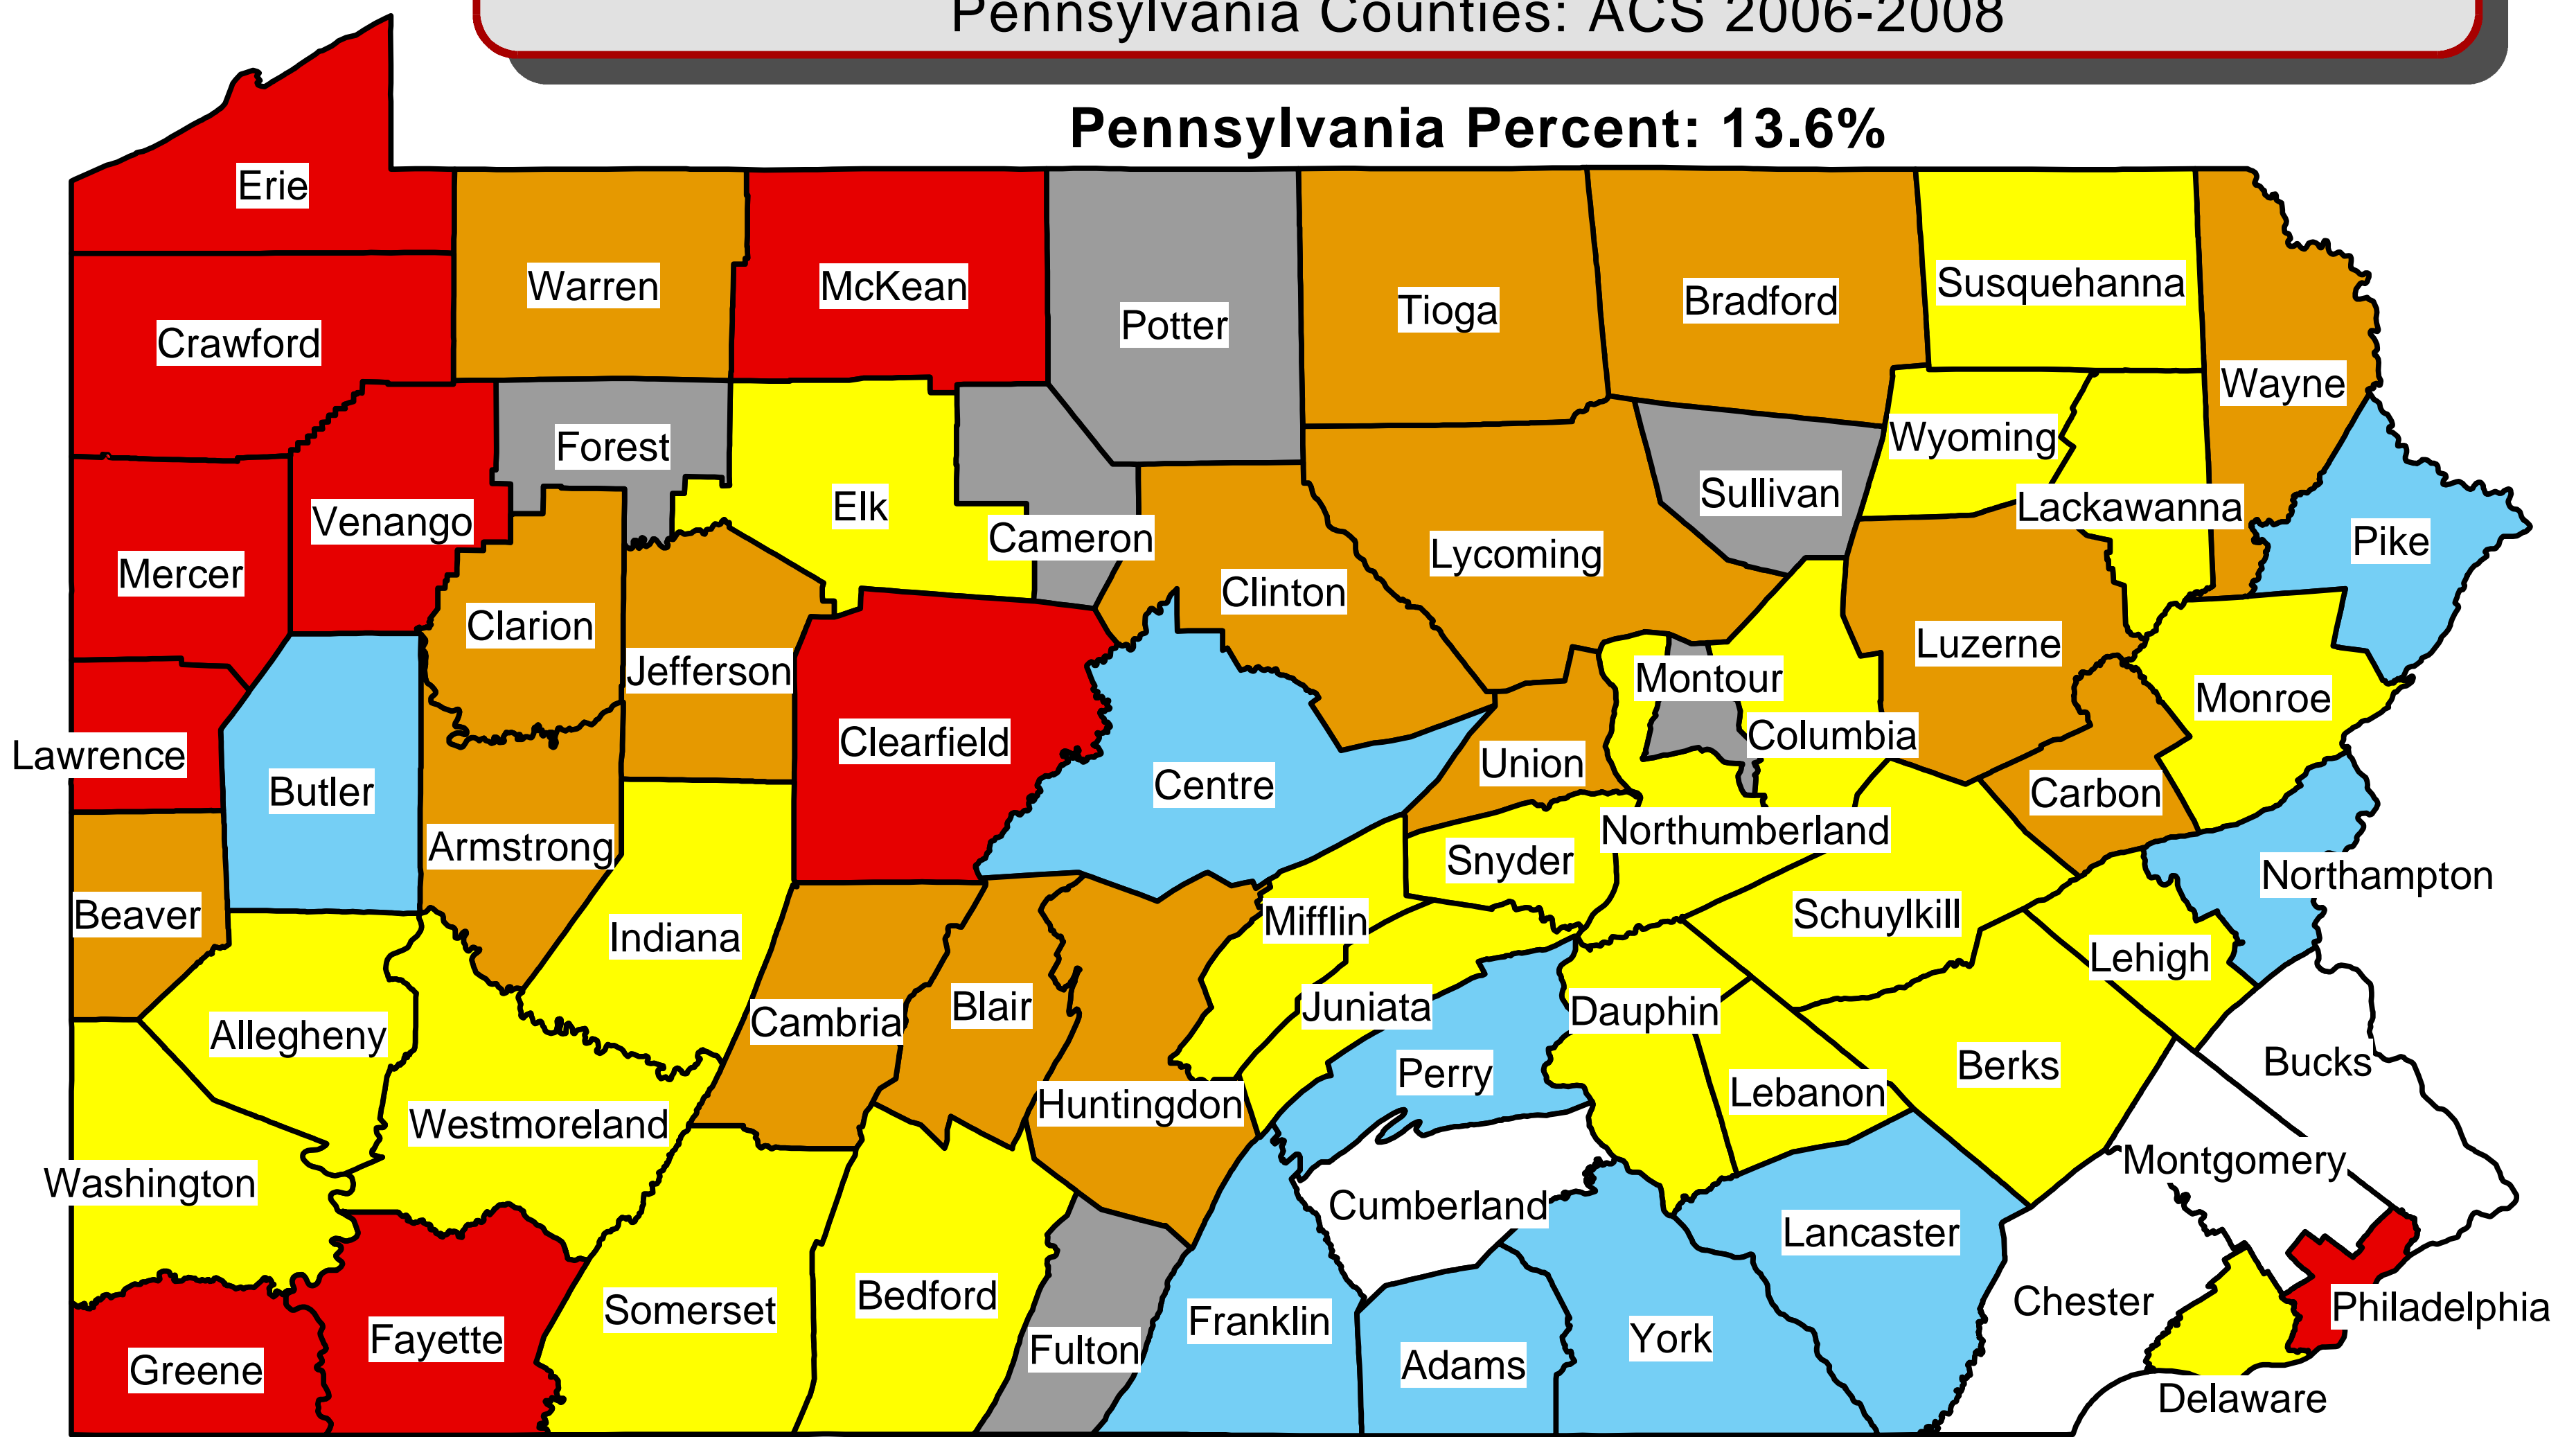 Pennsylvania Counties: ACS 2006-2008
Pennsylvania Percent: 13.6%
Erie
Warren
McKean
Potter
Tioga
Bradford
Susquehanna
Wayne
Crawford
Forest
Elk
Cameron
Sullivan
Wyoming
Lackawanna
Pike
Venango
Mercer
Clarion
Jefferson
Clinton
Lycoming
Montour
Columbia
Luzerne
Monroe
Lawrence
Butler
Armstrong
Clearfield
Centre
Union
Northumberland
Carbon
Northampton
Beaver
Indiana
Mifflin
Snyder
Schuylkill
Lehigh
Allegheny
Cambria
Blair
Juniata
Dauphin
Berks
Bucks
Westmoreland
Huntingdon
Perry
Lebanon
Montgomery
Washington
Cumberland
Lancaster
Chester
Philadelphia
Greene
Fayette
Somerset
Bedford
Fulton
Franklin
Adams
York
Delaware